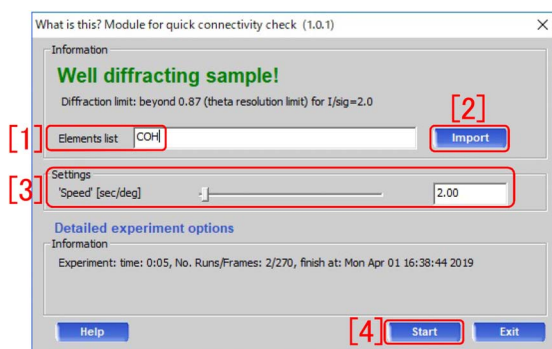 What is this? Module for quick connectivity check (1.0.1)
Information
Well diffracting sample!
Diffraction limit: beyond 0.87 (theta resolution limit) for I/sig=2.0
[2]
[1] Elements list COH Import
Settings
[3] 'Speed' [sec/deg] 2.00
Detailed experiment options
Information
Experiment: time: 0:05, No. Runs/Frames: 2/270, finish at: Mon Apr 01 16:38:44 2019
Help [4] Start Exit